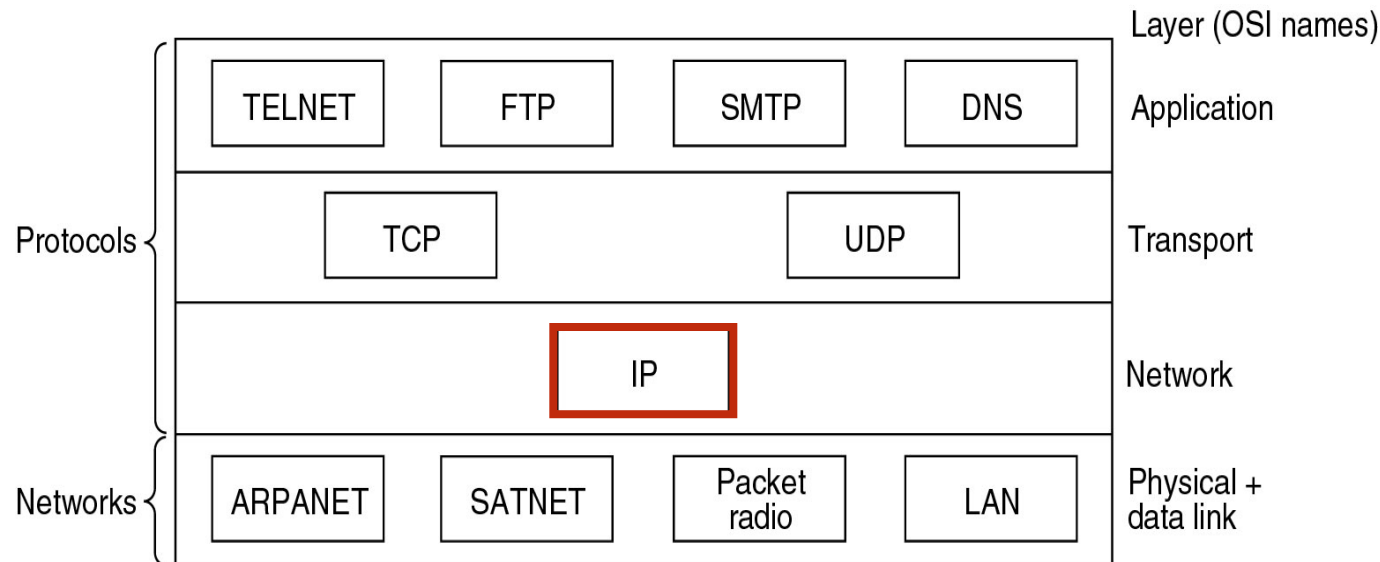 Layer (OSI names)
TELNET FTP SMTP DNS Application
Protocols TCP UDP Transport
IP Network
Networks ARPANET SATNET Packet radio LAN Physical +
data link